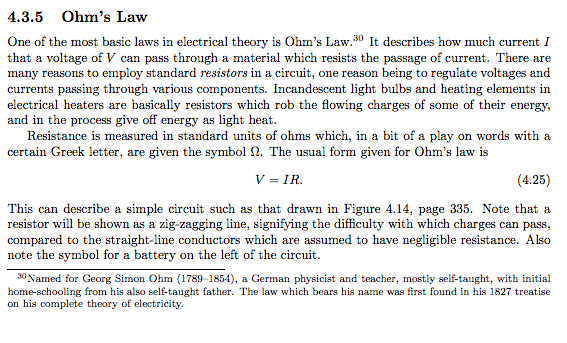 4.3.5 Ohm's Law
One of the most basic laws in electrical theory is Ohm's Law.³⁰ It describes how much current I
that a voltage of V can pass through a material which resists the passage of current. There are
many reasons to employ standard resistors in a circuit, one reason being to regulate voltages and
currents passing through various components. Incandescent light bulbs and heating elements in
electrical heaters are basically resistors which rob the flowing charges of some of their energy,
and in the process give off energy as light heat.
Resistance is measured in standard units of ohms which, in a bit of a play on words with a
certain Greek letter, are given the symbol Ω. The usual form given for Ohm's law is
V = IR. (4.25)
This can describe a simple circuit such as that drawn in Figure 4.14, page 335. Note that a
resistor will be shown as a zig-zagging line, signifying the difficulty with which charges can pass,
compared to the straight-line conductors which are assumed to have negligible resistance. Also
note the symbol for a battery on the left of the circuit.
³⁰Named for Georg Simon Ohm (1789–1854), a German physicist and teacher, mostly self-taught, with initial
home-schooling from his also self-taught father. The law which bears his name was first found in his 1827 treatise
on his complete theory of electricity.